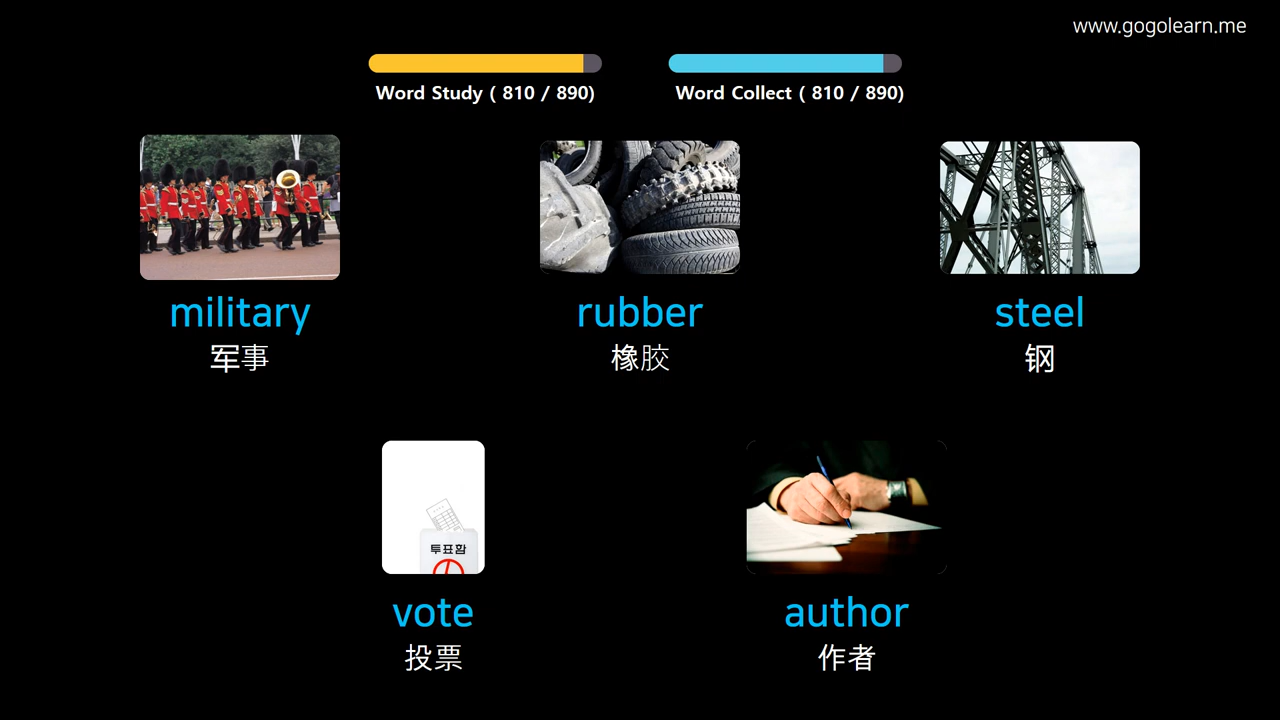 www.gogolearn.me
Word Study ( 810 / 890)
Word Collect ( 810 / 890)
military
军事
rubber
橡胶
steel
钢
투표함
vote
投票
author
作者